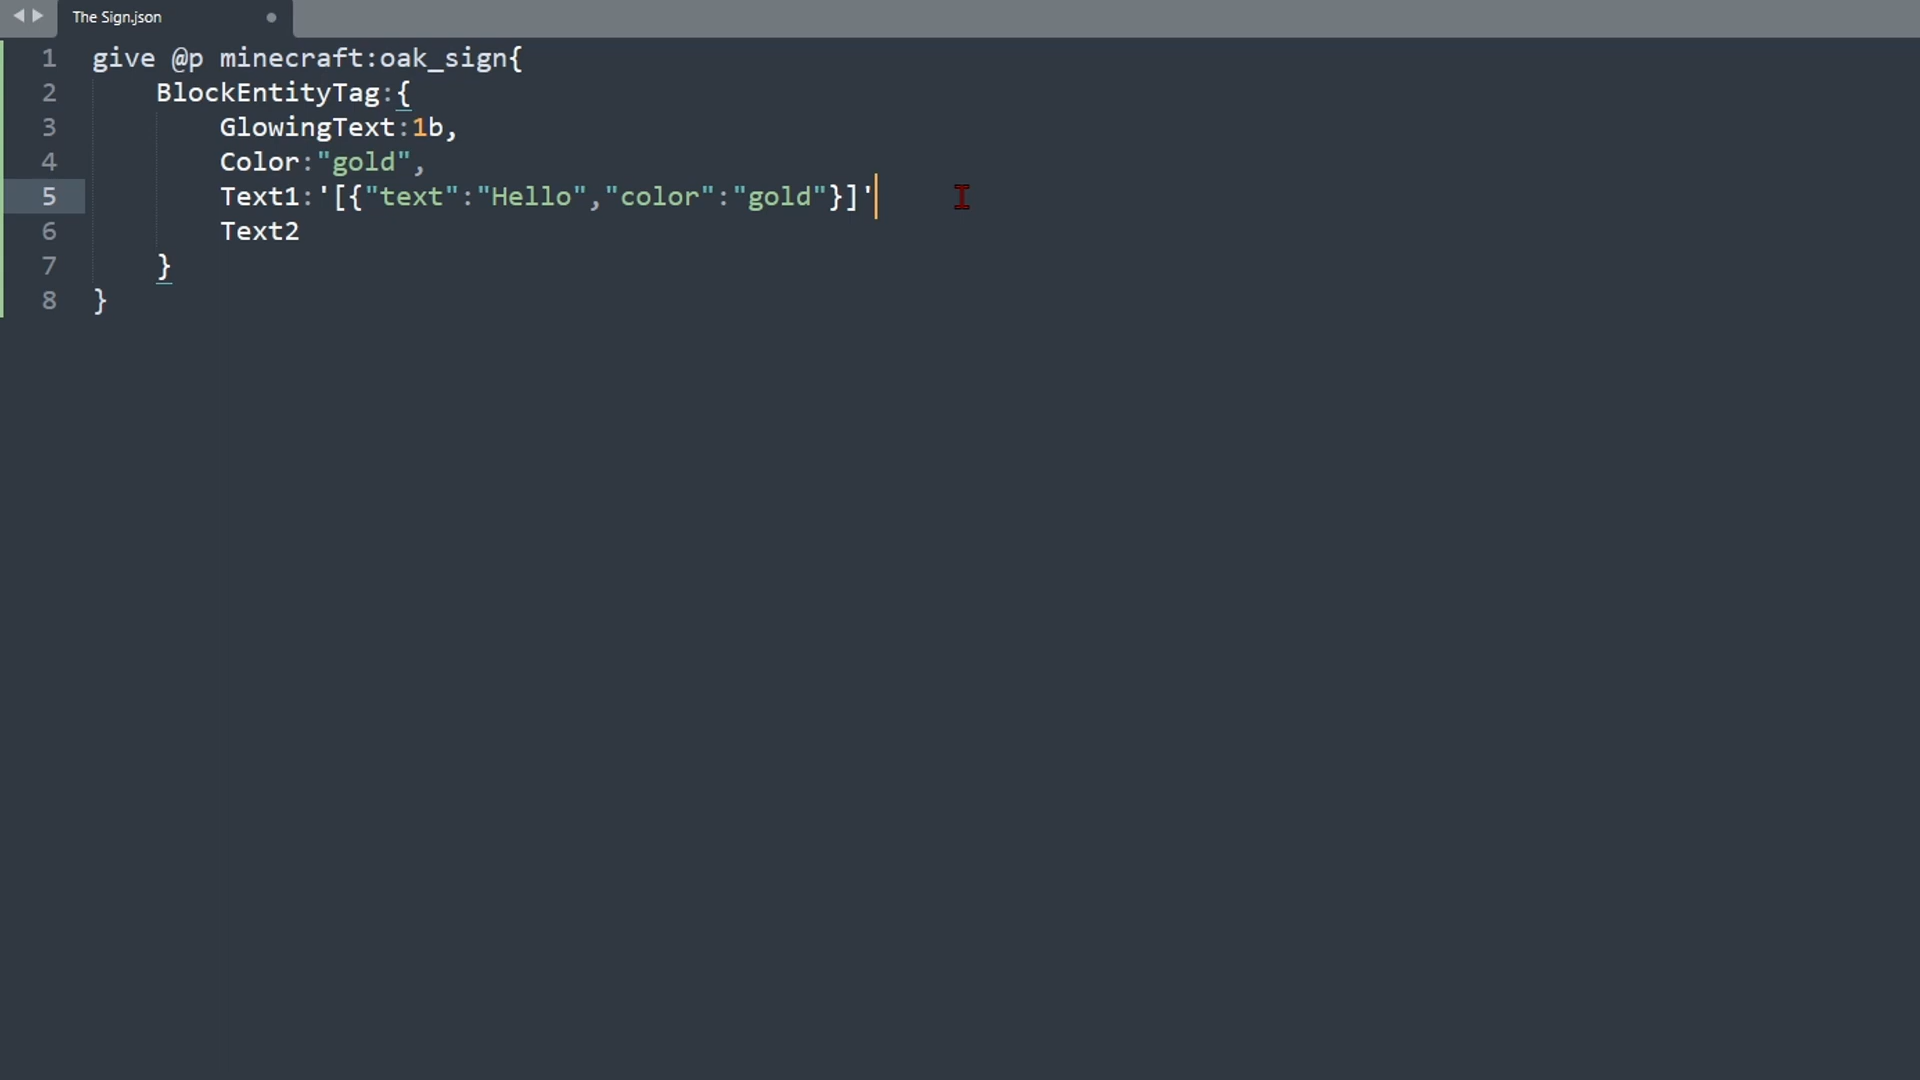 The Sign.json
1 give @p minecraft:oak_sign{
2 BlockEntityTag:{
3 GlowingText:1b,
4 Color:"gold",
5 Text1:'[{"text":"Hello","color":"gold"}]'
6 Text2
7 }
8 }